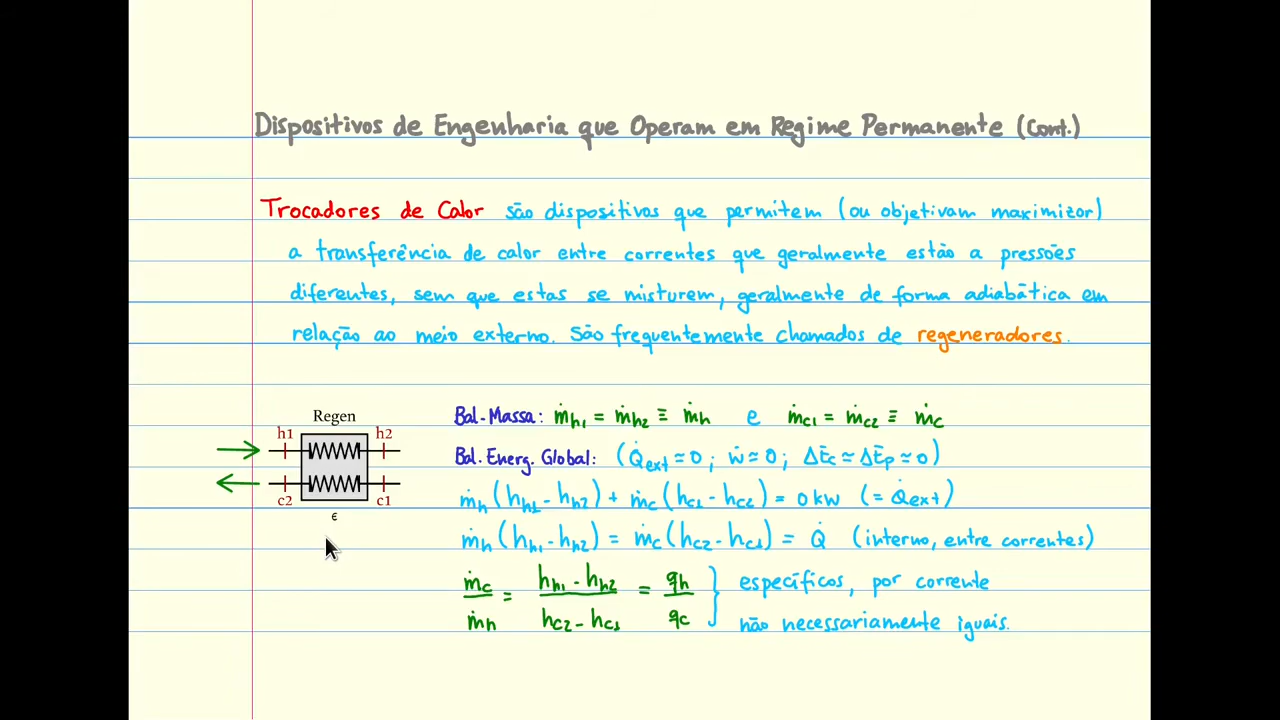 Dispositivos de Engenharia que Operam em Regime Permanente (Cont.)
Trocadores de Calor são dispositivos que permitem (ou objetivam maximizar)
a transferência de calor entre correntes que geralmente estão a pressões
diferentes, sem que estas se misturem, geralmente de forma adiabática em
relação ao meio externo. São frequentemente chamados de regeneradores.
Regen
h1 h2
c2 c1
ϵ
Bal-Massa: ṁh1 = ṁh2 ≡ ṁh e ṁc1 = ṁc2 ≡ ṁc
Bal. Energ. Global: (Q̇ext ≃ 0; ẇ ≃ 0; ΔĖc ≃ ΔĖp ≃ 0)
ṁh(hh1 - hh2) + ṁc(hc1 - hc2) = 0 kW (= Q̇ext)
ṁh(hh1 - hh2) = ṁc(hc2 - hc1) = Q̇ (interno, entre correntes)
ṁc/ṁh = (hh1 - hh2)/(hc2 - hc1) = qh/qc } específicos, por corrente
não necessariamente iguais.